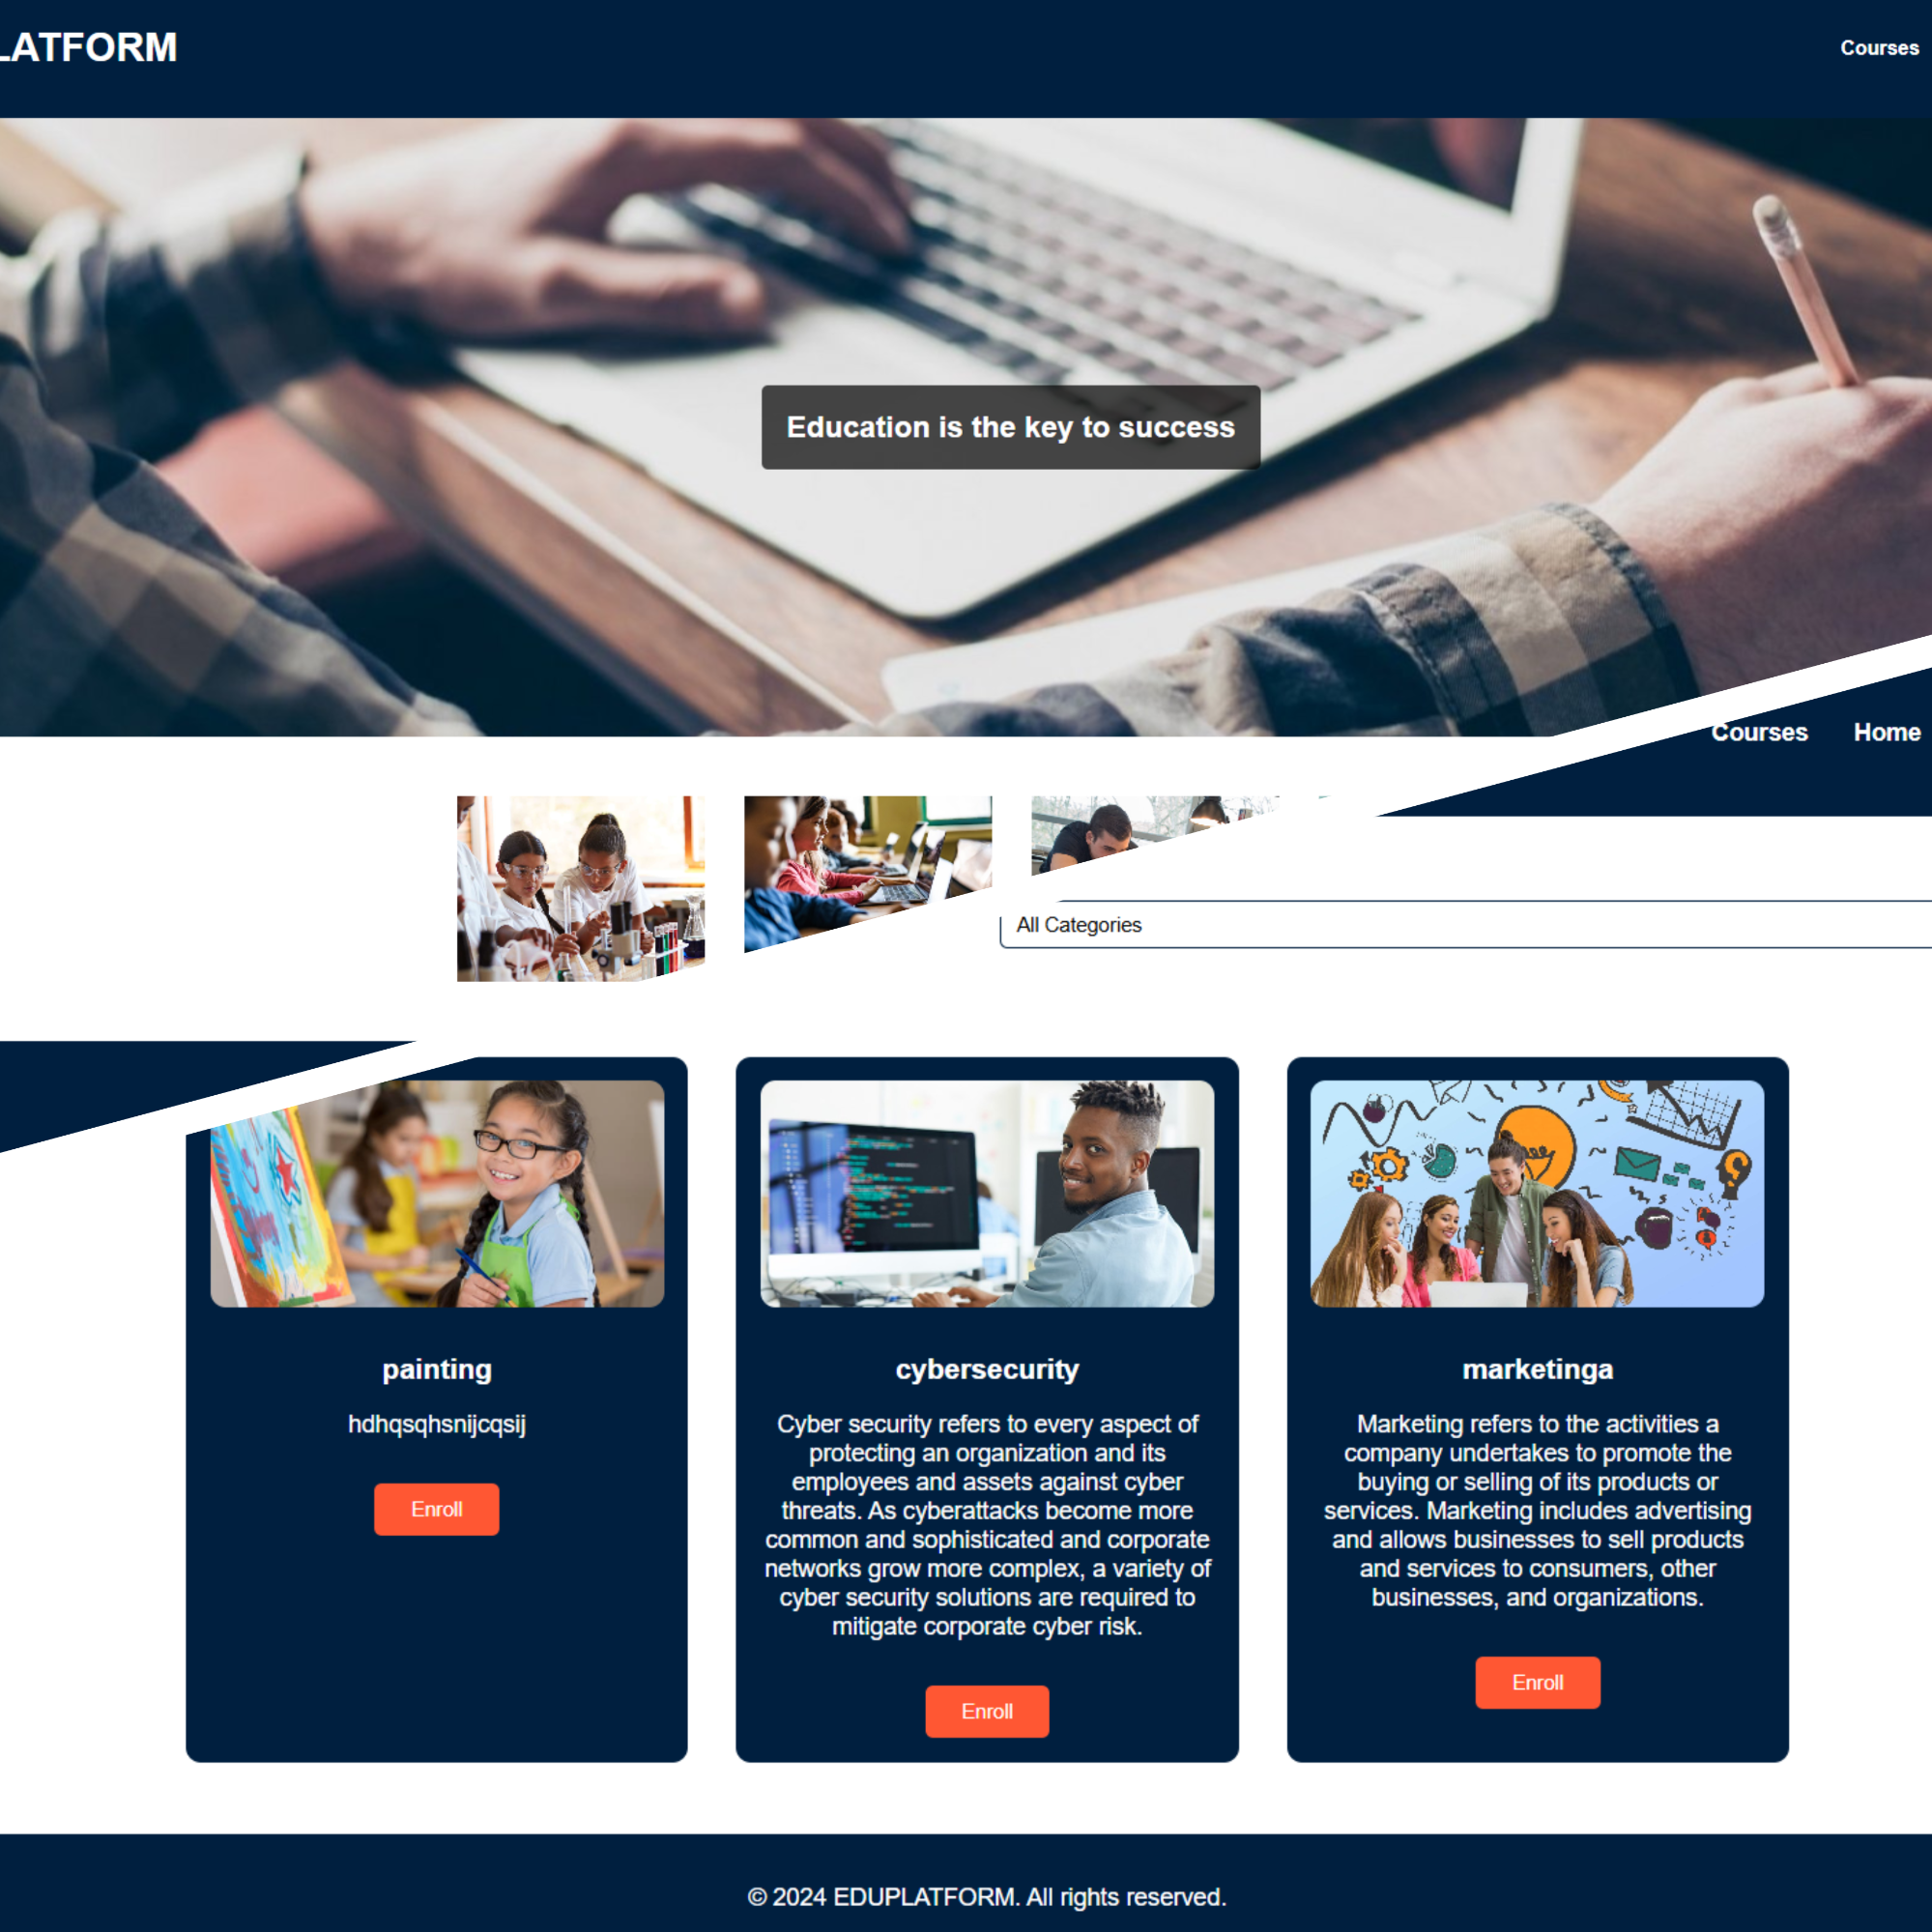 LATFORM
Courses
Education is the key to success
Courses Home
All Categories
painting
hdhqsqhsnijcqsij
Enroll
cybersecurity
Cyber security refers to every aspect of
protecting an organization and its
employees and assets against cyber
threats. As cyberattacks become more
common and sophisticated and corporate
networks grow more complex, a variety of
cyber security solutions are required to
mitigate corporate cyber risk.
Enroll
marketinga
Marketing refers to the activities a
company undertakes to promote the
buying or selling of its products or
services. Marketing includes advertising
and allows businesses to sell products
and services to consumers, other
businesses, and organizations.
Enroll
© 2024 EDUPLATFORM. All rights reserved.